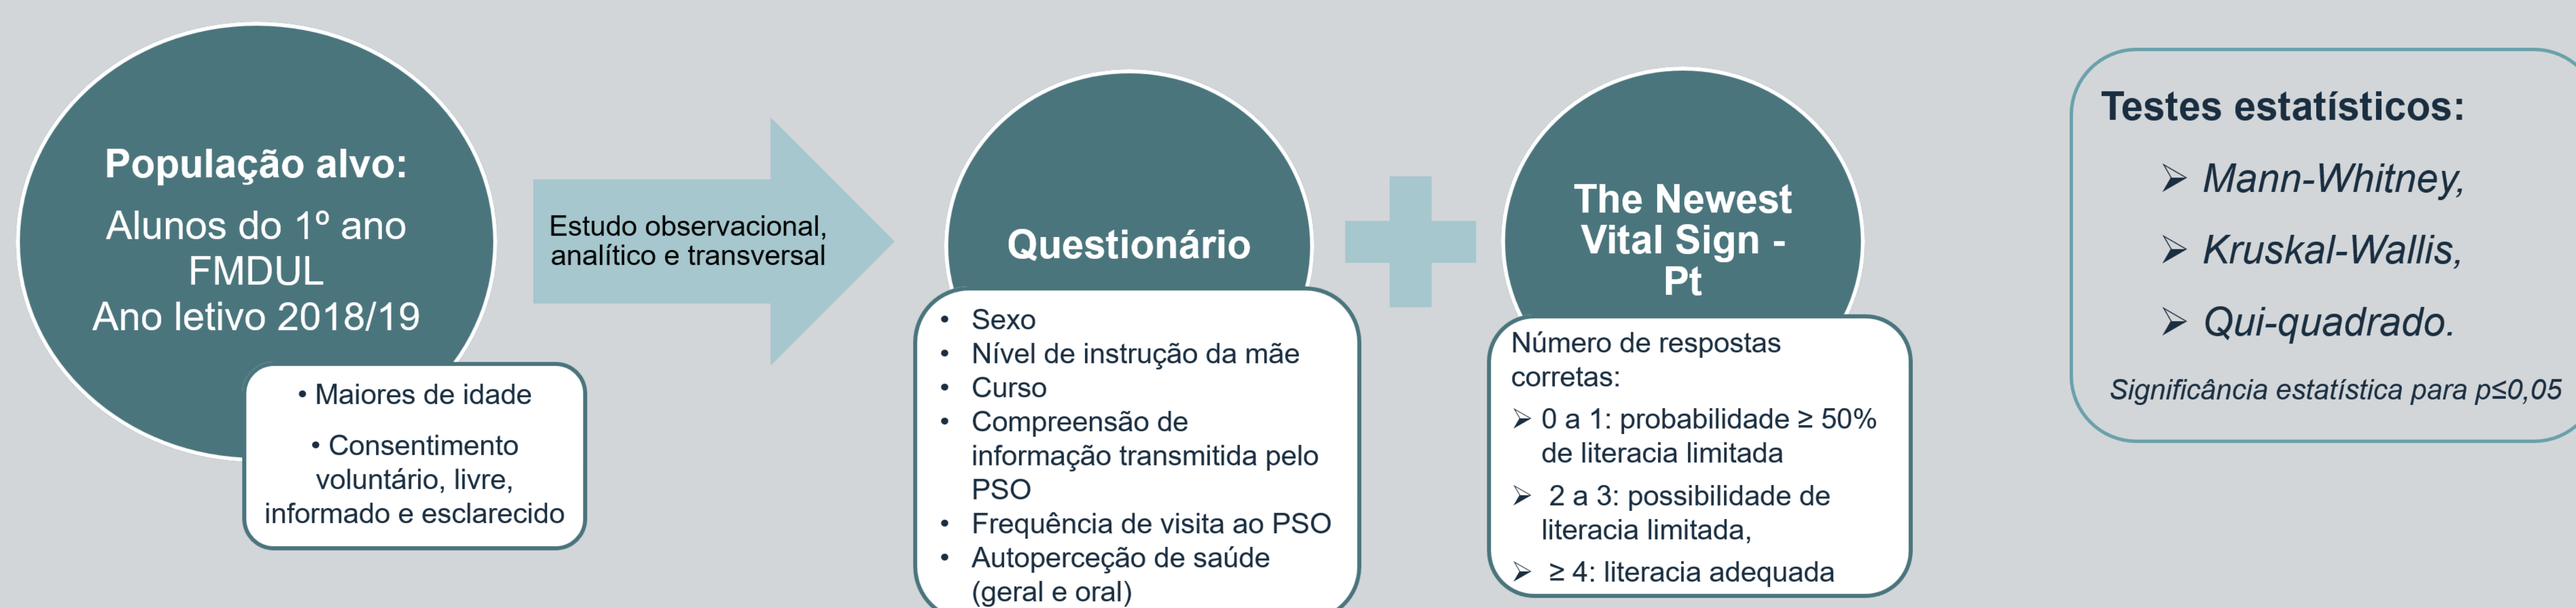 População alvo:
Alunos do 1º ano
FMDUL
Ano letivo 2018/19
• Maiores de idade
• Consentimento
voluntário, livre,
informado e esclarecido
Estudo observacional,
analítico e transversal
Questionário
• Sexo
• Nível de instrução da mãe
• Curso
• Compreensão de
informação transmitida pelo
PSO
• Frequência de visita ao PSO
• Autoperceção de saúde
(geral e oral)
The Newest
Vital Sign -
Pt
Número de respostas
corretas:
➢ 0 a 1: probabilidade ≥ 50%
de literacia limitada
➢ 2 a 3: possibilidade de
literacia limitada,
➢ ≥ 4: literacia adequada
Testes estatísticos:
➢ Mann-Whitney,
➢ Kruskal-Wallis,
➢ Qui-quadrado.
Significância estatística para p≤0,05